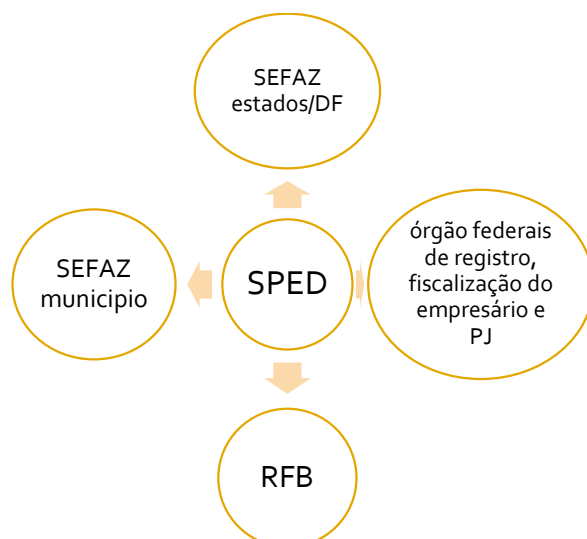 SEFAZ
estados/DF
SEFAZ
municipio
SPED
órgão federais
de registro,
fiscalização do
empresário e
PJ
RFB